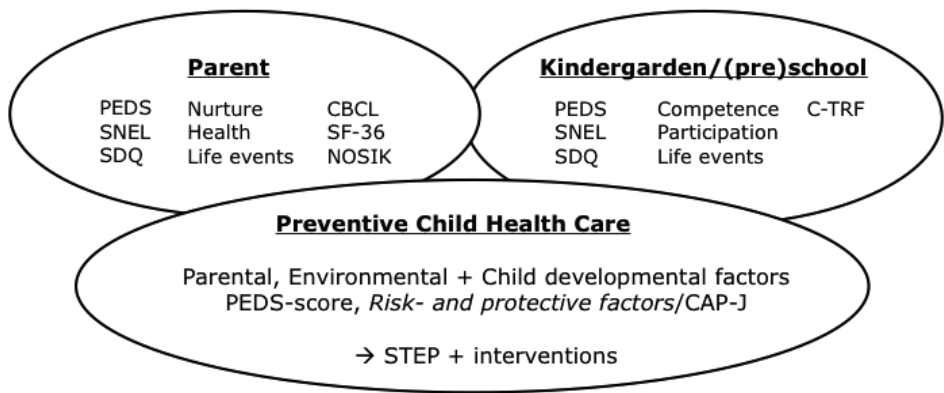 Parent
PEDS Nurture CBCL
SNEL Health SF-36
SDQ Life events NOSIK
Kindergarden/(pre)school
PEDS Competence C-TRF
SNEL Participation
SDQ Life events
Preventive Child Health Care
Parental, Environmental + Child developmental factors
PEDS-score, Risk- and protective factors/CAP-J
→ STEP + interventions